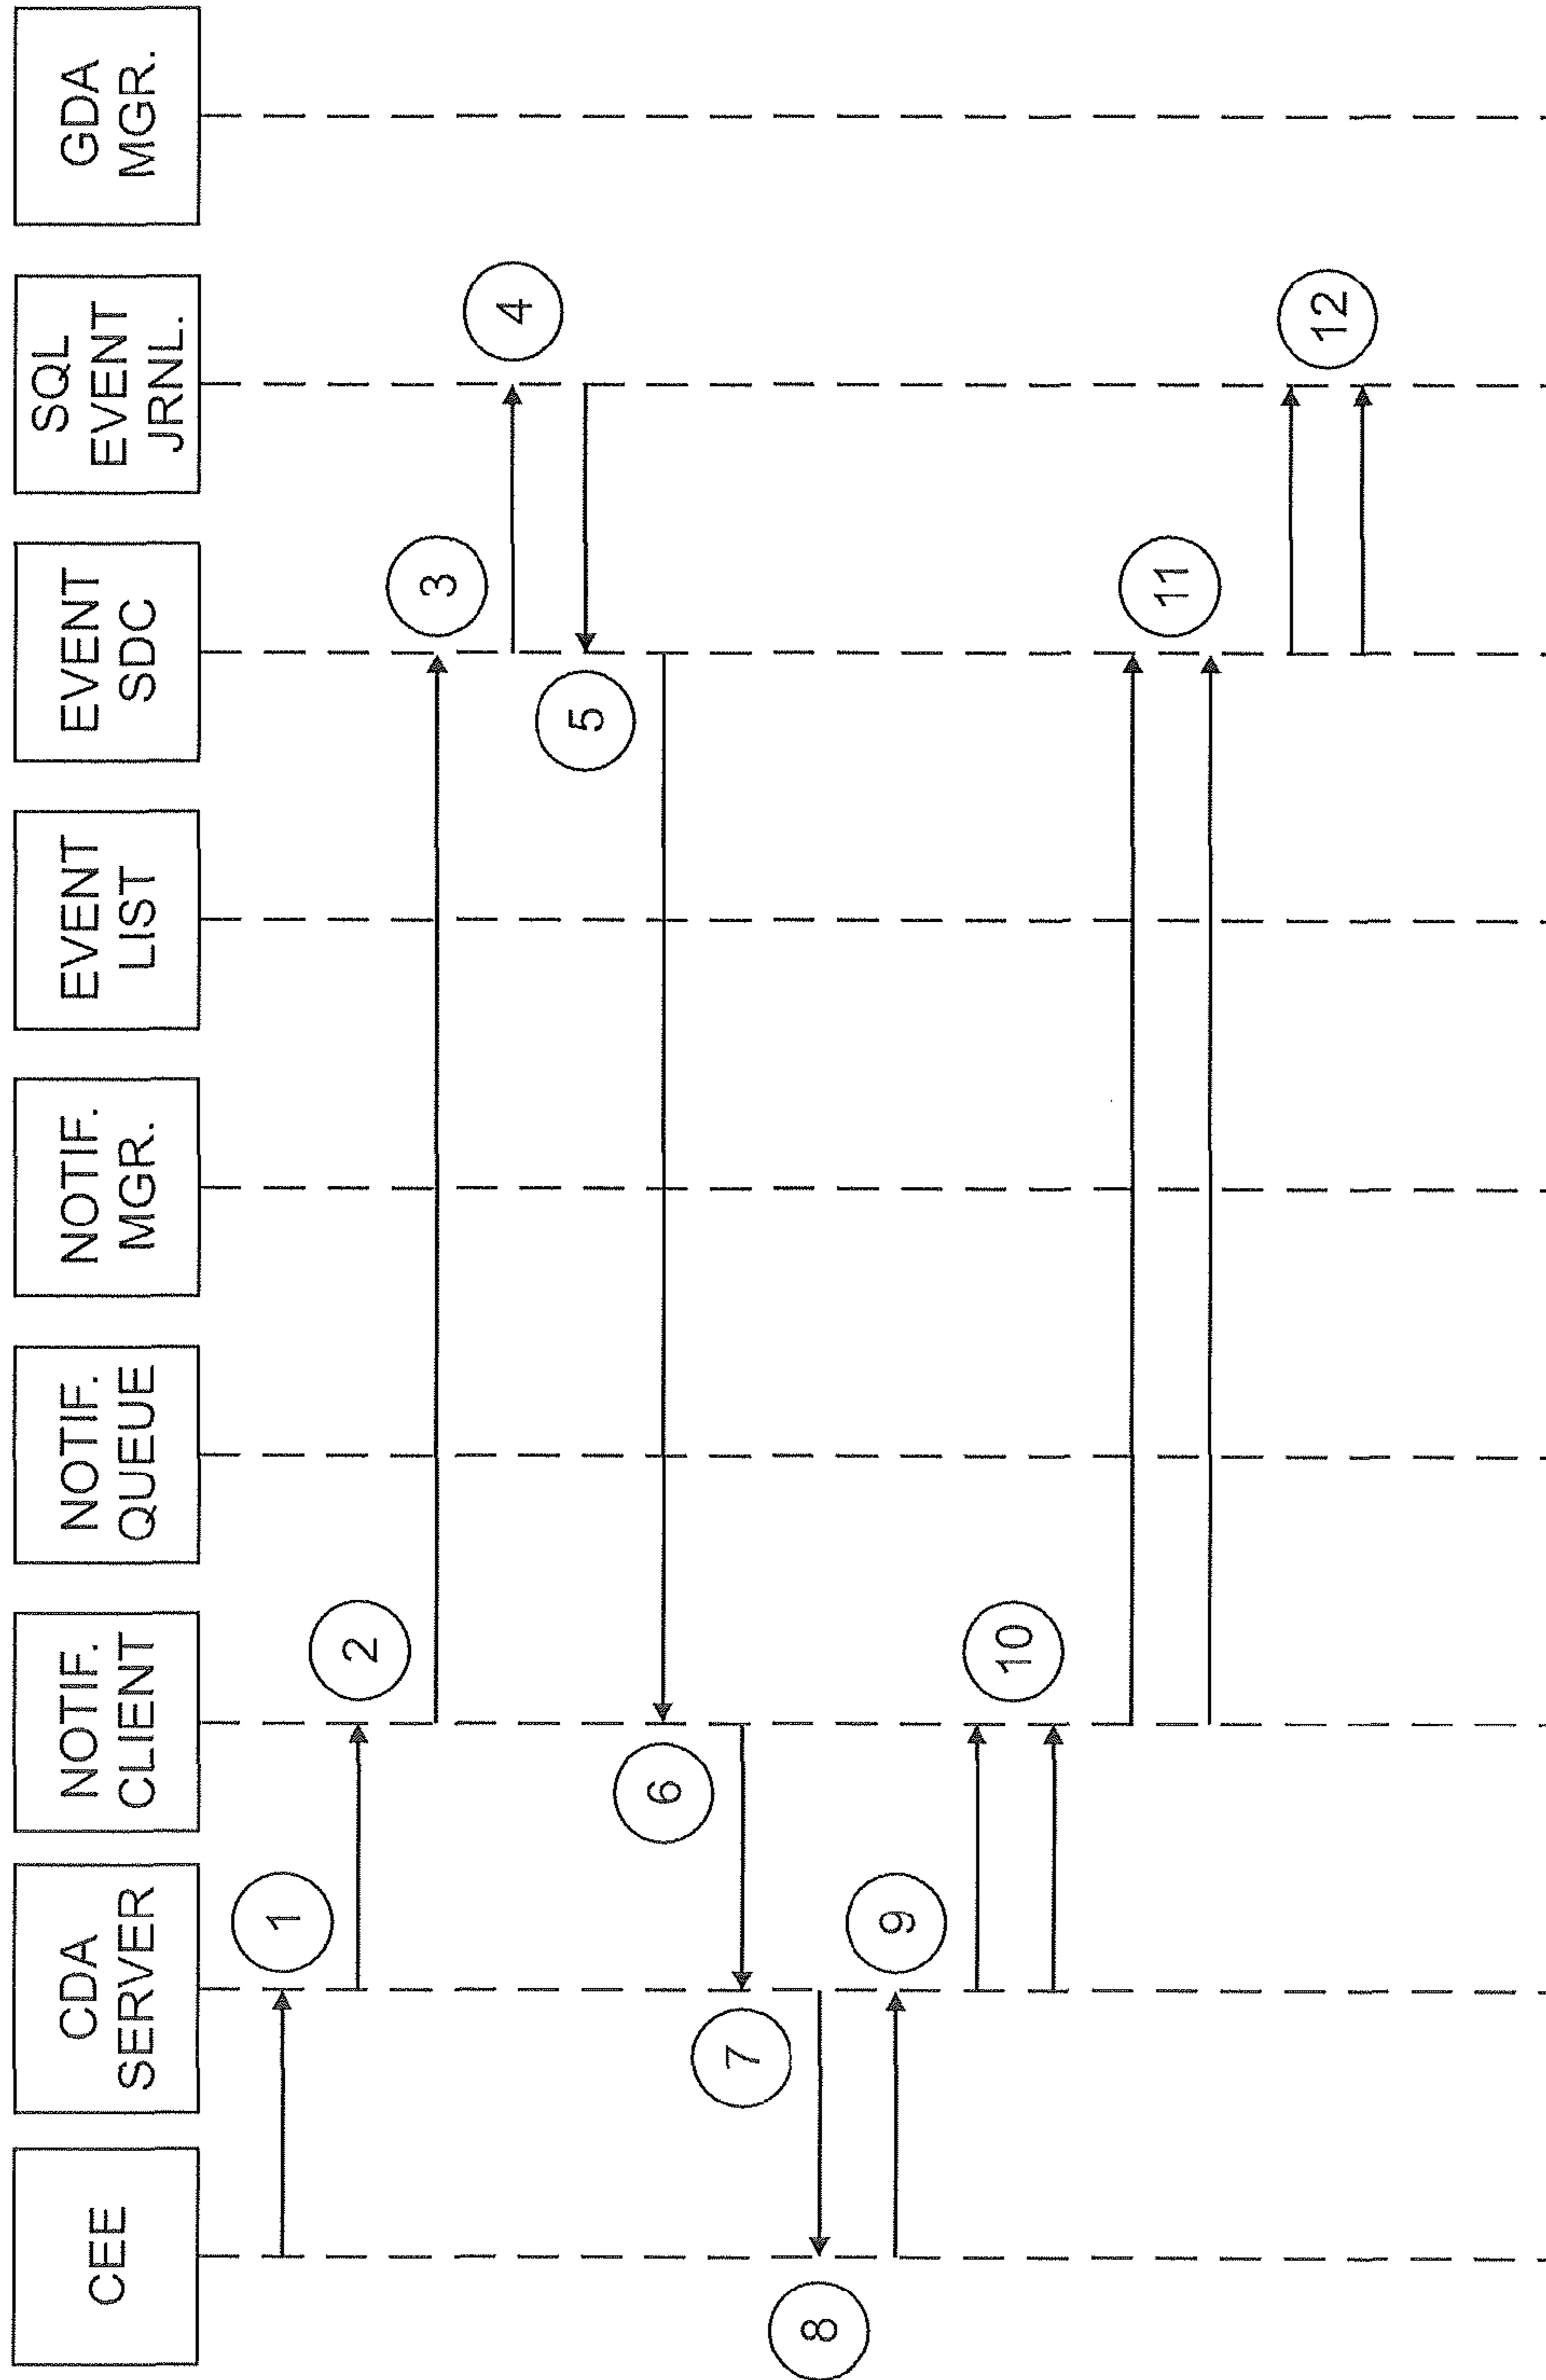 CEE
CDA
SERVER
NOTIF.
CLIENT
NOTIF.
QUEUE
NOTIF.
MGR.
EVENT
LIST
EVENT
SDC
SQL
EVENT
JRNL.
GDA
MGR.
1
2
3
4
5
6
7
8
9
10
11
12